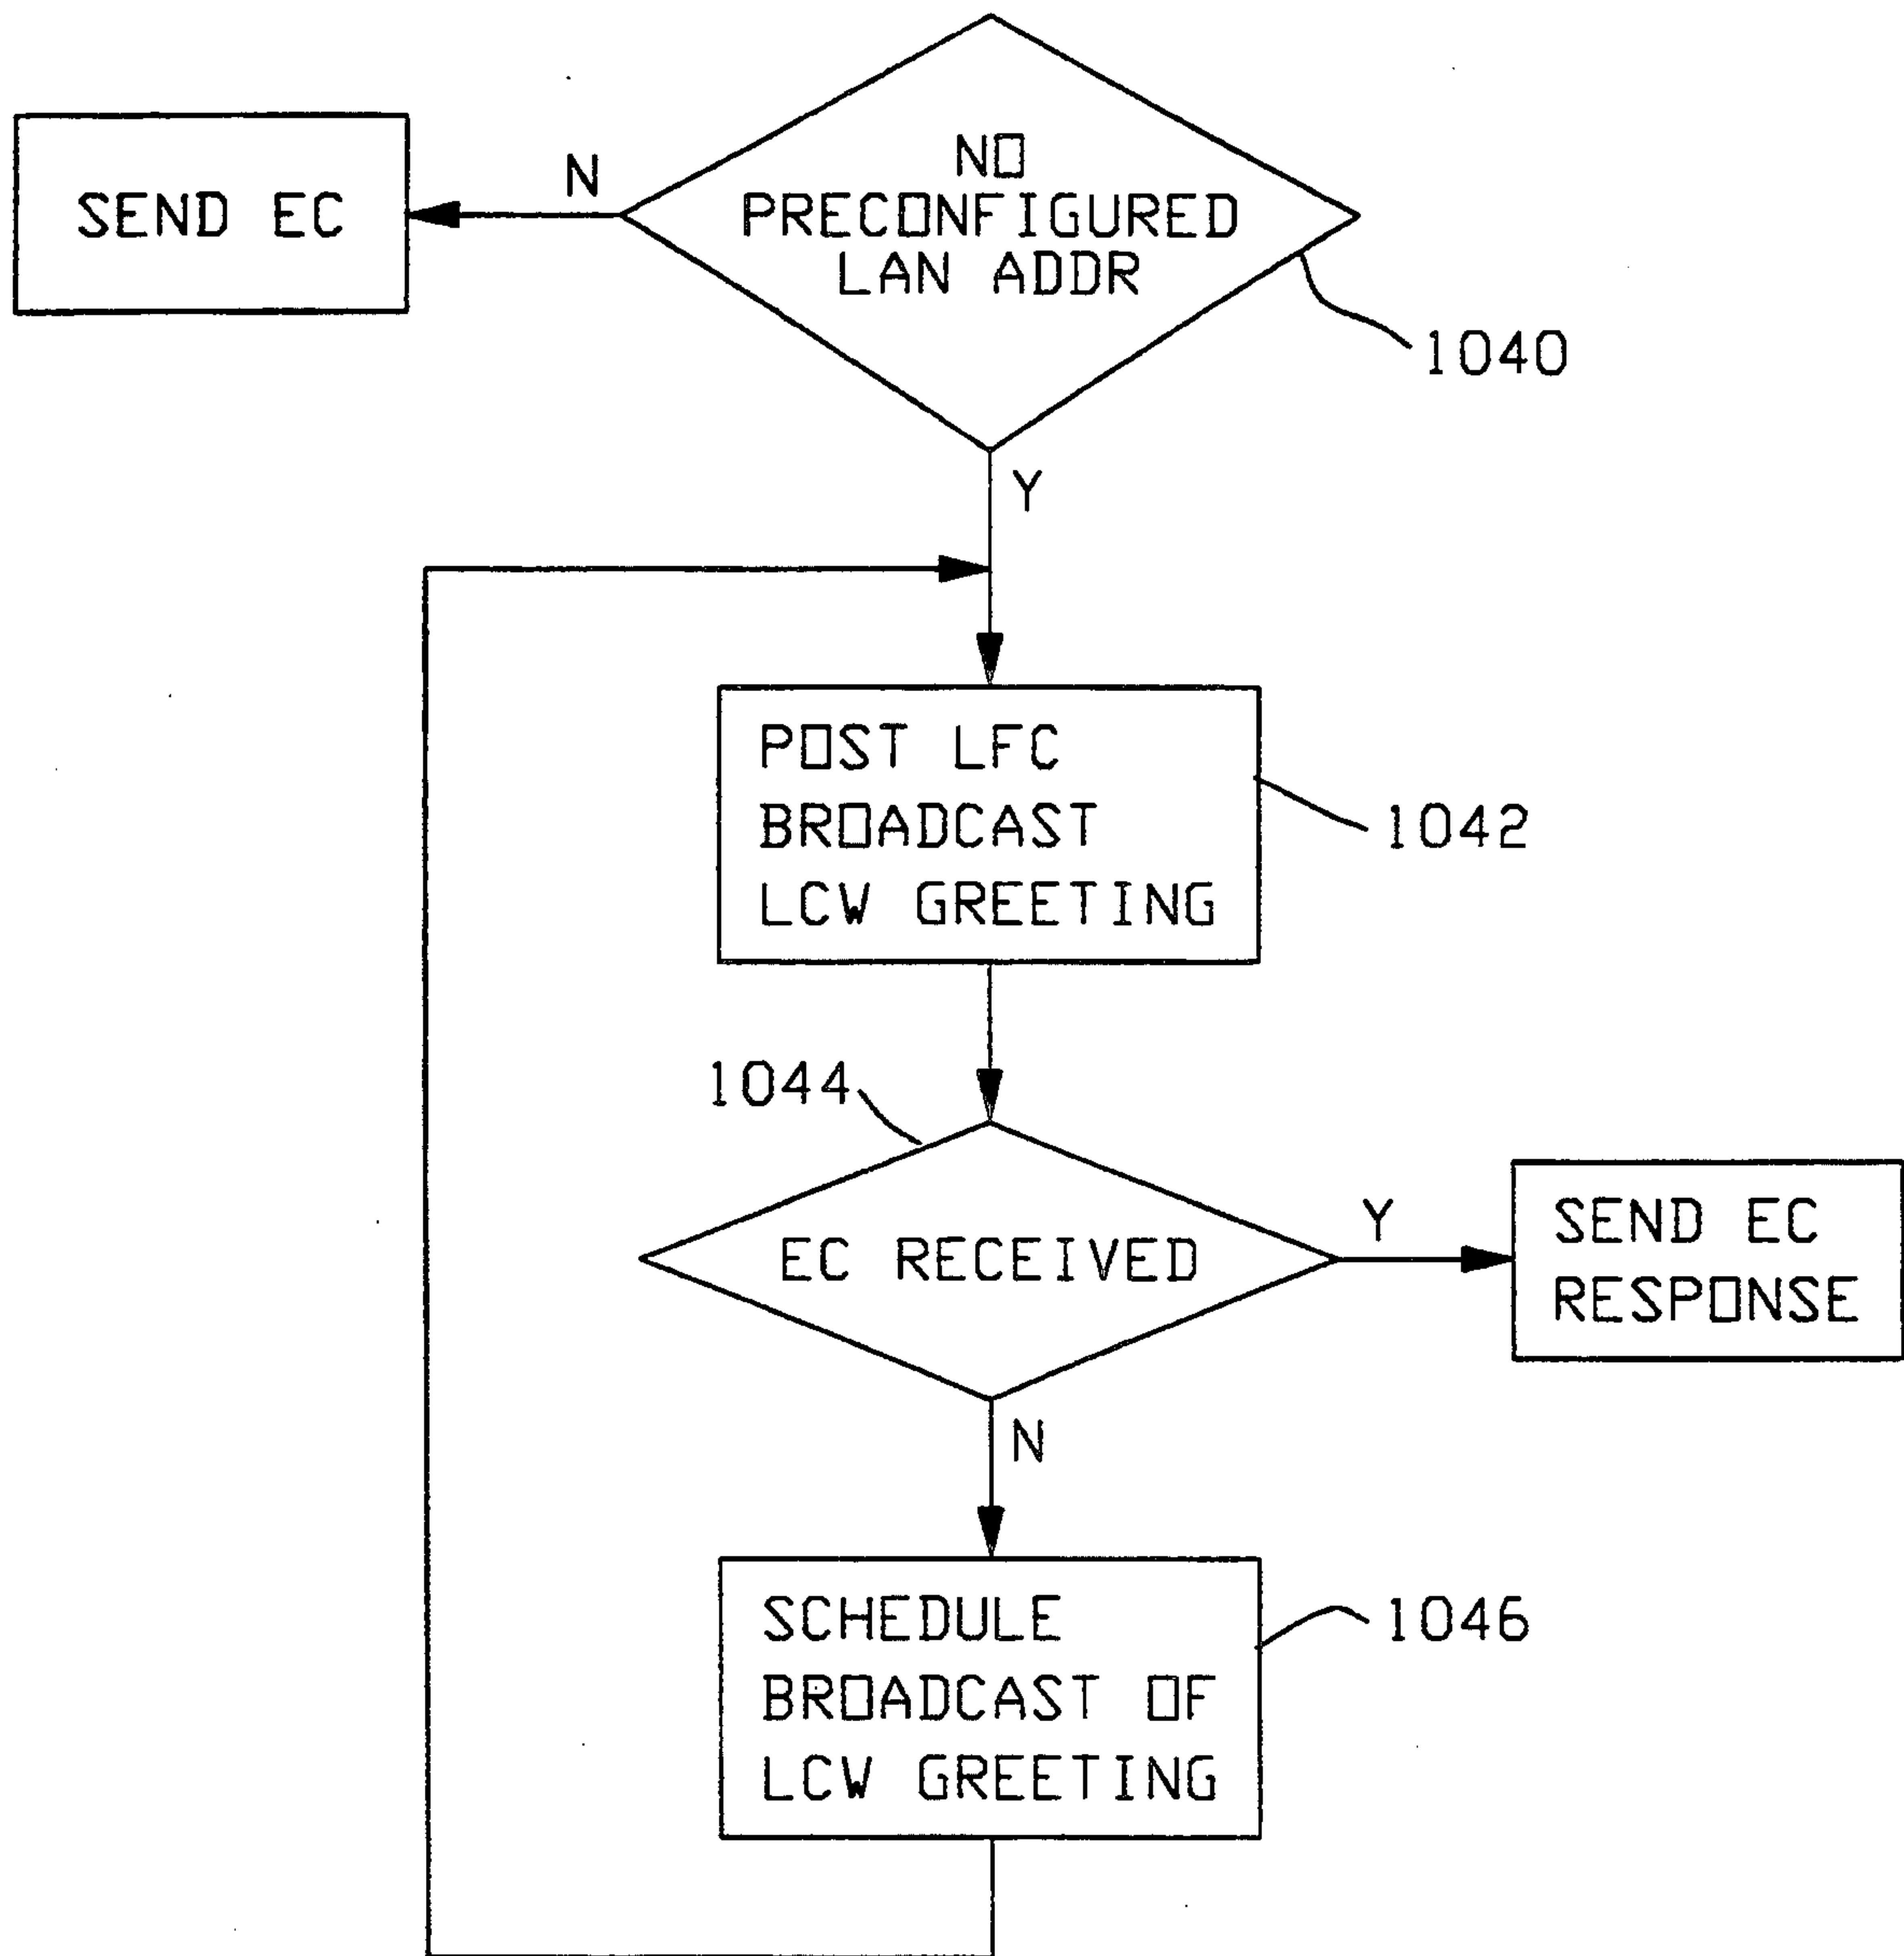 NO
PRECONFIGURED
LAN ADDR
N
SEND EC
1040
Y
POST LFC
BROADCAST
LCW GREETING
1042
1044
EC RECEIVED
Y
SEND EC
RESPONSE
N
SCHEDULE
BROADCAST OF
LCW GREETING
1046